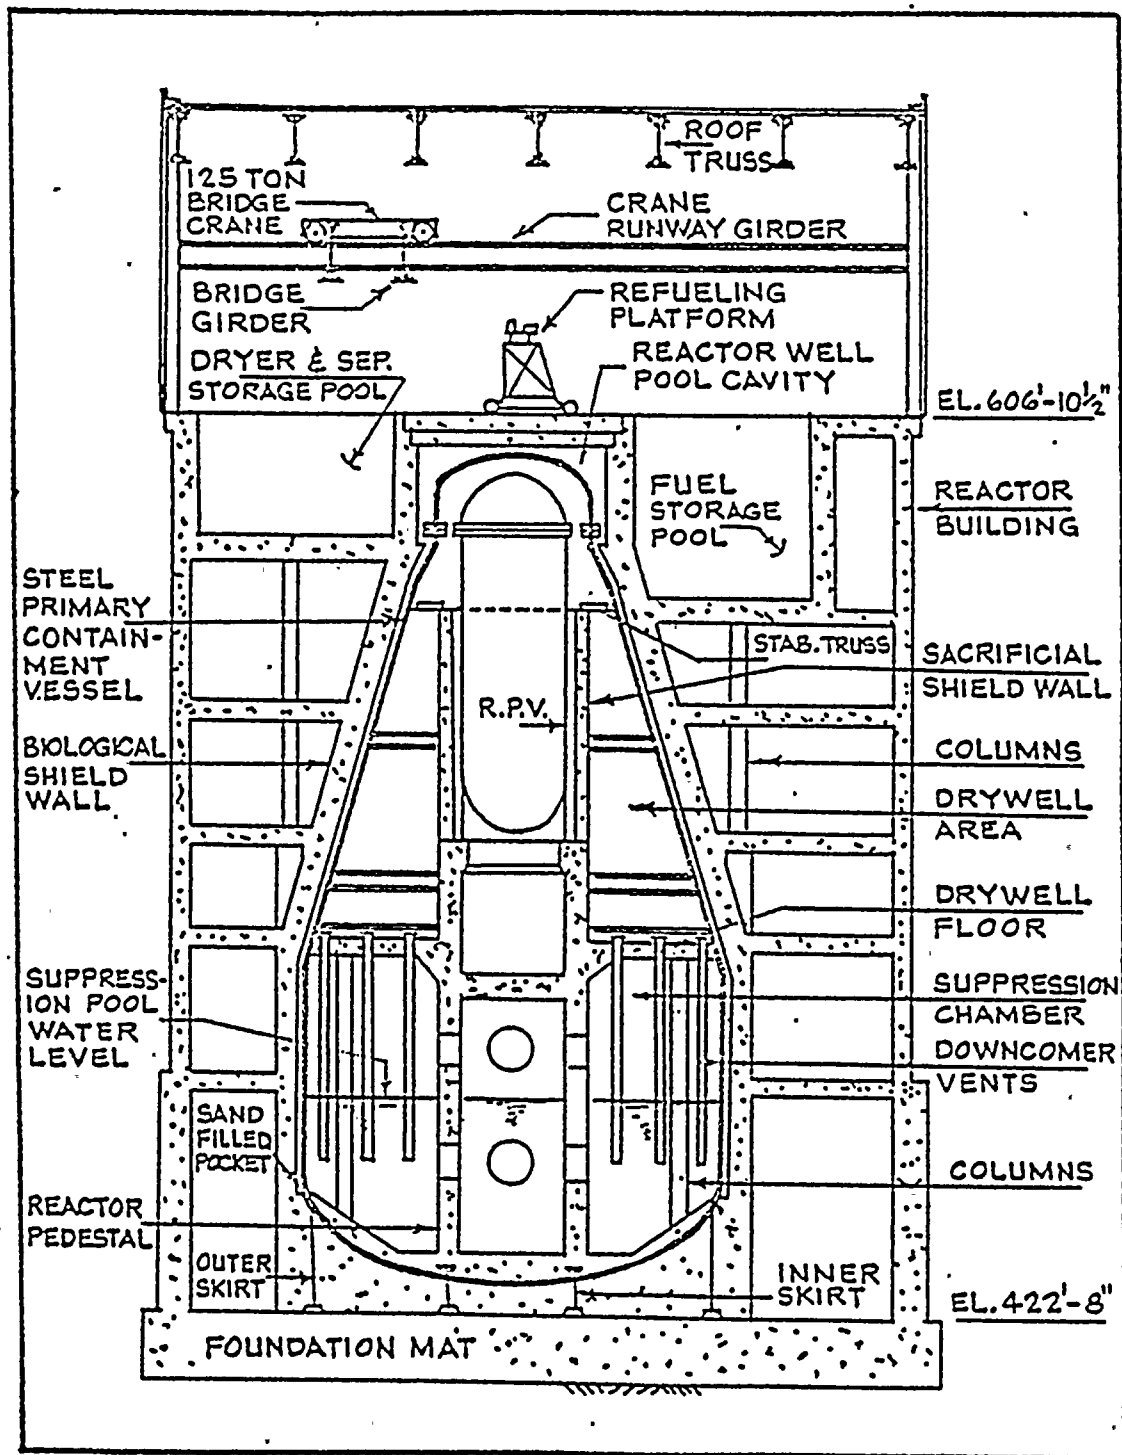 ROOF
TRUSS
125 TON
BRIDGE
CRANE
CRANE
RUNWAY GIRDER
BRIDGE
GIRDER
REFUELING
PLATFORM
DRYER & SEP.
STORAGE POOL
REACTOR WELL
POOL CAVITY
EL. 606'-10½"
FUEL
STORAGE
POOL
REACTOR
BUILDING
STEEL
PRIMARY
CONTAIN-
MENT
VESSEL
STAB. TRUSS
SACRIFICIAL
SHIELD WALL
R.P.V.
BIOLOGICAL
SHIELD
WALL
COLUMNS
DRYWELL
AREA
DRYWELL
FLOOR
SUPPRESS-
ION POOL
WATER
LEVEL
SUPPRESSION
CHAMBER
DOWNCOMER
VENTS
SAND
FILLED
POCKET
COLUMNS
REACTOR
PEDESTAL
OUTER
SKIRT
INNER
SKIRT
EL. 422'-8"
FOUNDATION MAT